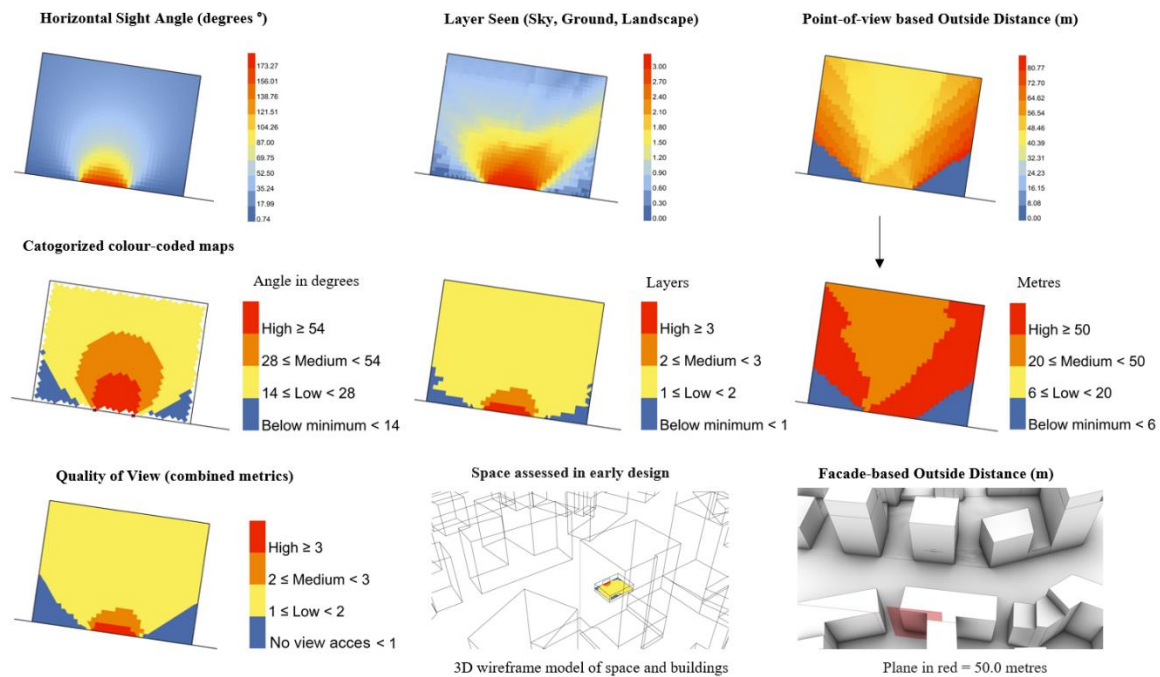 Horizontal Sight Angle (degrees °)
173.27
156.01
138.76
121.51
104.26
87.00
69.75
52.50
35.24
17.99
0.74
Layer Seen (Sky, Ground, Landscape)
3.00
2.70
2.40
2.10
1.80
1.50
1.20
0.90
0.60
0.30
0.00
Point-of-view based Outside Distance (m)
80.77
72.70
64.62
56.54
48.46
40.39
32.31
24.23
16.15
8.08
0.00
Catogorized colour-coded maps
Angle in degrees
High ≥ 54
28 ≤ Medium < 54
14 ≤ Low < 28
Below minimum < 14
Layers
High ≥ 3
2 ≤ Medium < 3
1 ≤ Low < 2
Below minimum < 1
Metres
High ≥ 50
20 ≤ Medium < 50
6 ≤ Low < 20
Below minimum < 6
Quality of View (combined metrics)
High ≥ 3
2 ≤ Medium < 3
1 ≤ Low < 2
No view acces < 1
Space assessed in early design
3D wireframe model of space and buildings
Facade-based Outside Distance (m)
Plane in red = 50.0 metres